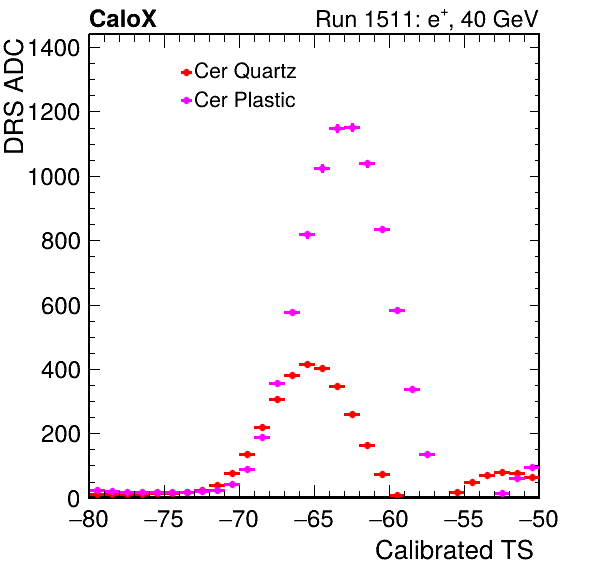 CaloX Run 1511: e⁺, 40 GeV
DRS ADC
Cer Quartz
Cer Plastic
1400
1200
1000
800
600
400
200
0
−80 −75 −70 −65 −60 −55 −50
Calibrated TS